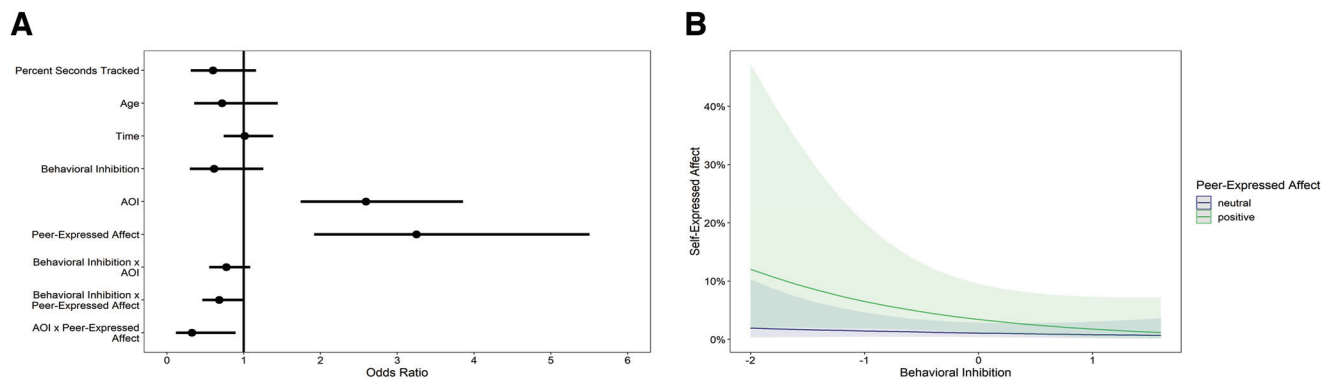 A
Percent Seconds Tracked
Age
Time
Behavioral Inhibition
AOI
Peer-Expressed Affect
Behavioral Inhibition x
AOI
Behavioral Inhibition x
Peer-Expressed Affect
AOI x Peer-Expressed
Affect
0 1 2 3 4 5 6
Odds Ratio
B
Self-Expressed Affect
40%
30%
20%
10%
0%
-2 -1 0 1
Behavioral Inhibition
Peer-Expressed Affect
neutral
positive